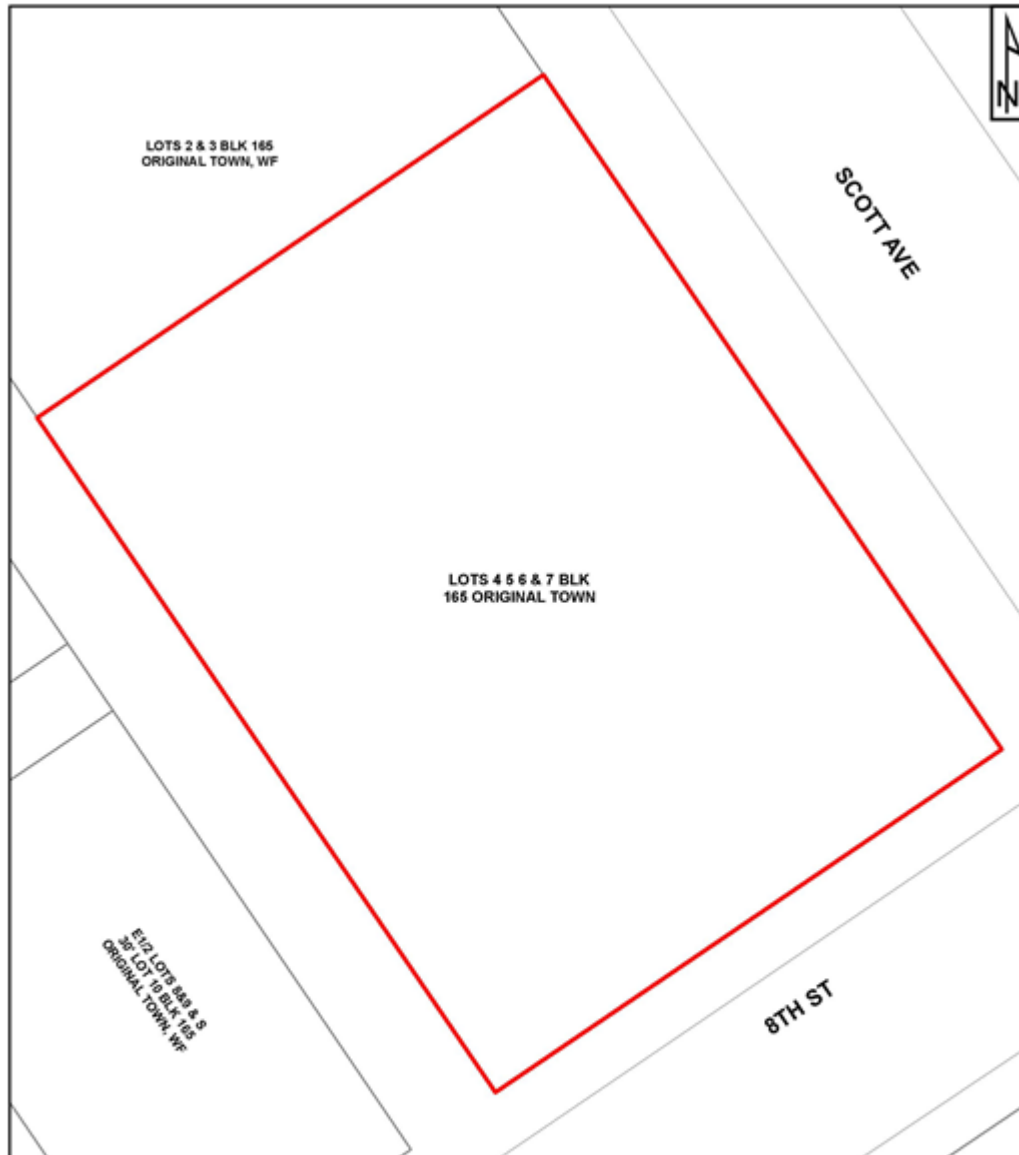 N
LOTS 2 & 3 BLK 165
ORIGINAL TOWN, WF
SCOTT AVE
LOTS 4 5 6 & 7 BLK
165 ORIGINAL TOWN
E1/2 LOTS 8&9 & S
30' LOT 10 BLK 165
ORIGINAL TOWN, WF
8TH ST